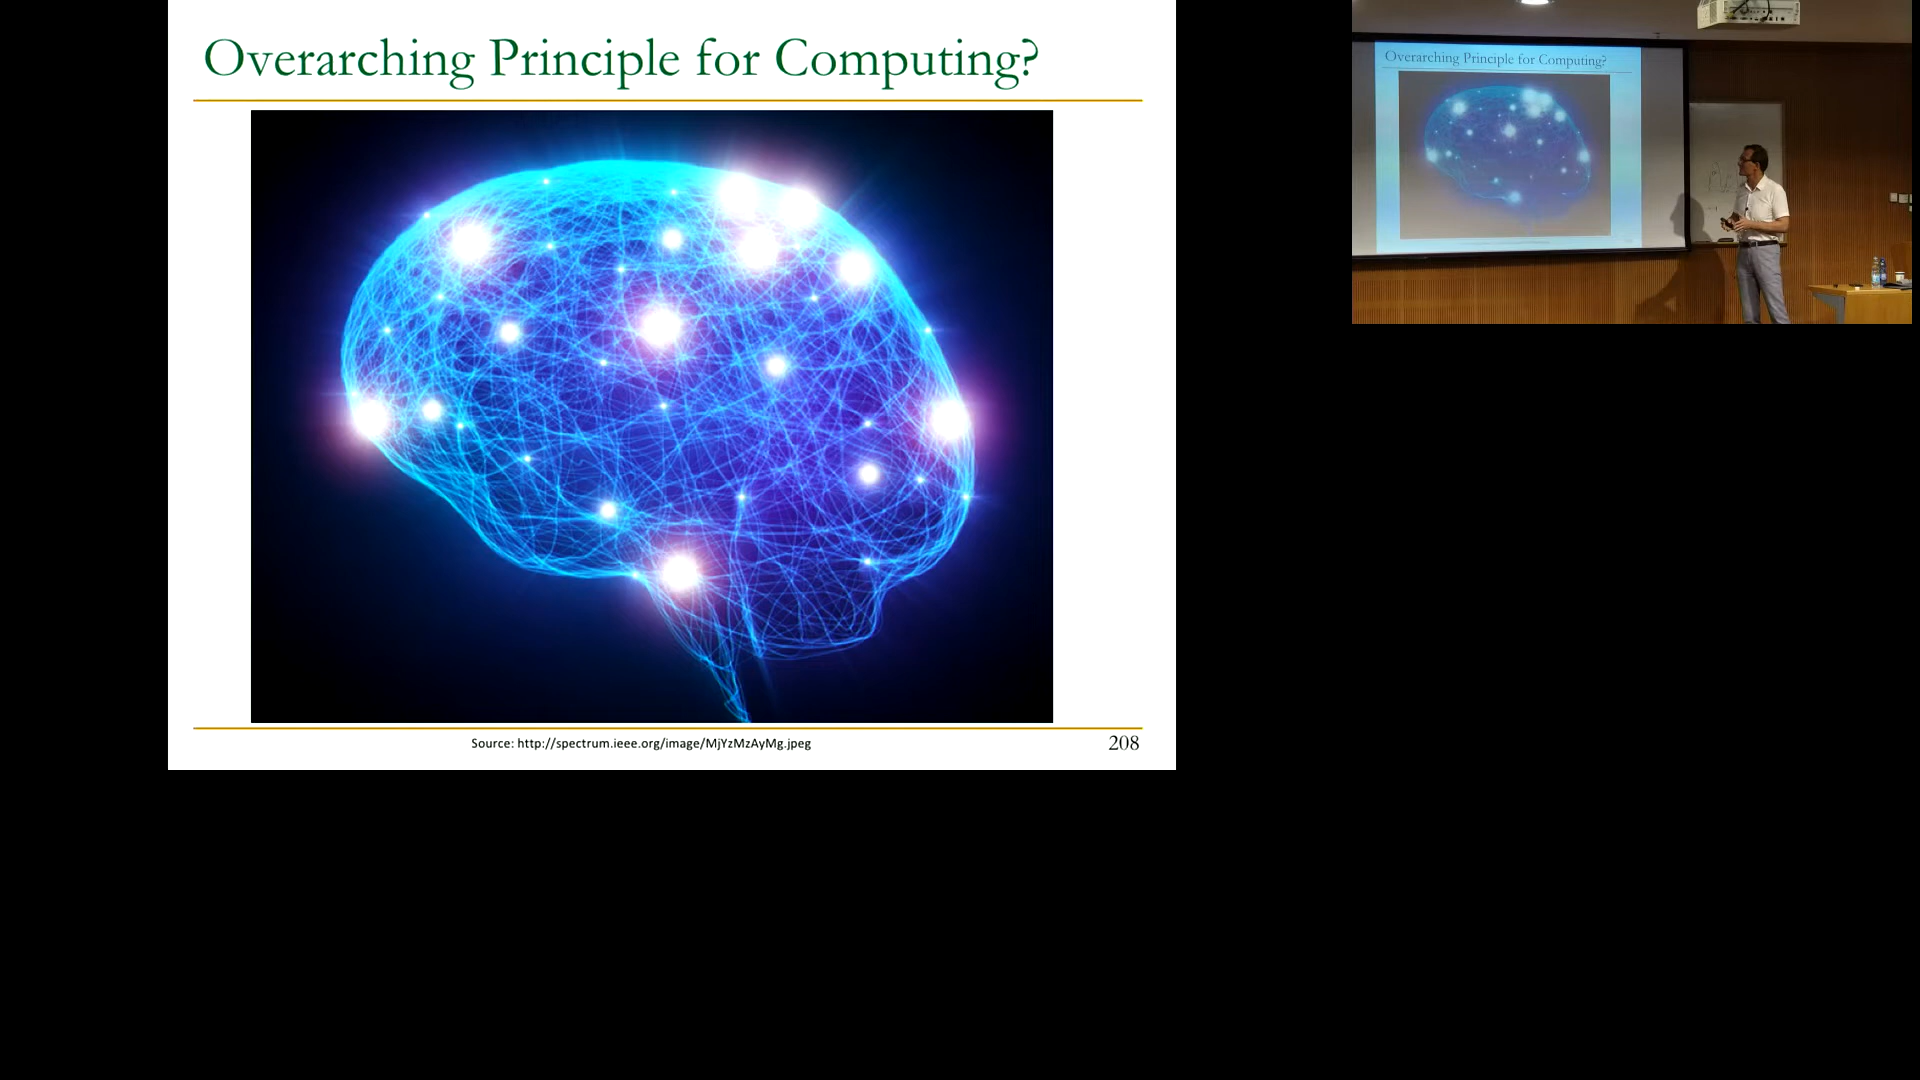 Overarching Principle for Computing?
Source: http://spectrum.ieee.org/image/MjYzMzAyMg.jpeg
208
Overarching Principle for Computing?